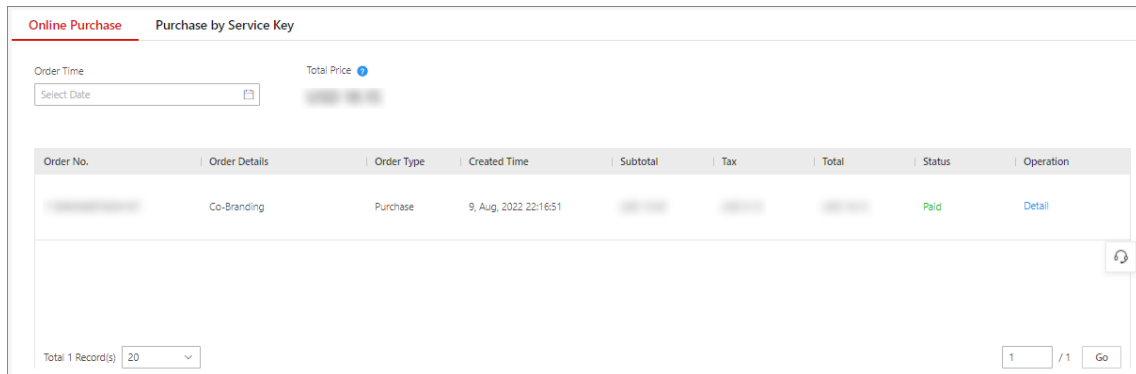 Online Purchase Purchase by Service Key
Order Time Total Price ?
Select Date
Order No. Order Details Order Type Created Time Subtotal Tax Total Status Operation
Co-Branding Purchase 9, Aug, 2022 22:16:51 Paid Detail
Total 1 Record(s) 20 1 / 1 Go